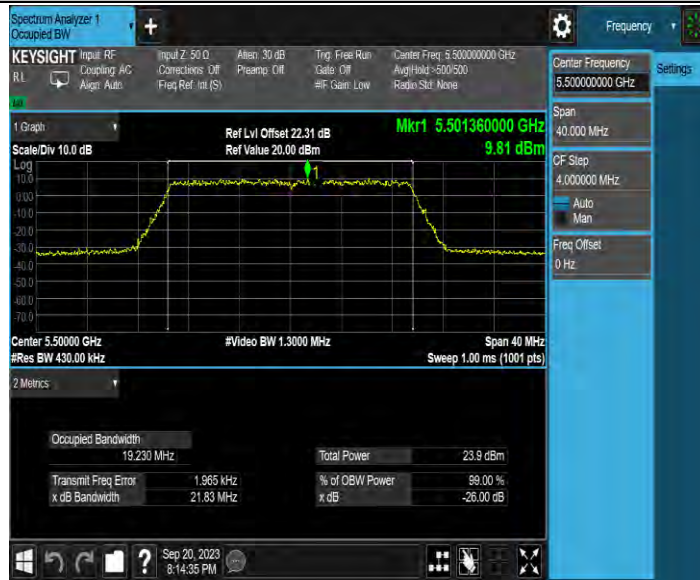 Spectrum Analyzer 1
Occupied BW
+
Frequency
KEYSIGHT
RL
Input: RF
Coupling: AC
Align: Auto
Input Z: 50 Ω
Corrections: Off
Freq Ref: Int (S)
Atten: 30 dB
Preamp: Off
Trig: Free Run
Gate: Off
#IF Gain: Low
Center Freq: 5.500000000 GHz
Avg|Hold:>500/500
Radio Std: None
1 Graph
Scale/Div 10.0 dB
Ref Lvl Offset 22.31 dB
Ref Value 20.00 dBm
Mkr1 5.501360000 GHz
9.81 dBm
Log
10.0
0.00
-10.0
-20.0
-30.0
-40.0
-50.0
-60.0
-70.0
1
Center 5.50000 GHz
#Res BW 430.00 kHz
#Video BW 1.3000 MHz
Span 40 MHz
Sweep 1.00 ms (1001 pts)
2 Metrics
Occupied Bandwidth
19.230 MHz
Total Power 23.9 dBm
Transmit Freq Error 1.965 kHz
% of OBW Power 99.00 %
x dB Bandwidth 21.83 MHz
x dB -26.00 dB
Center Frequency
5.500000000 GHz
Settings
Span
40.000 MHz
CF Step
4.000000 MHz
Auto
Man
Freq Offset
0 Hz
?
Sep 20, 2023
8:14:35 PM